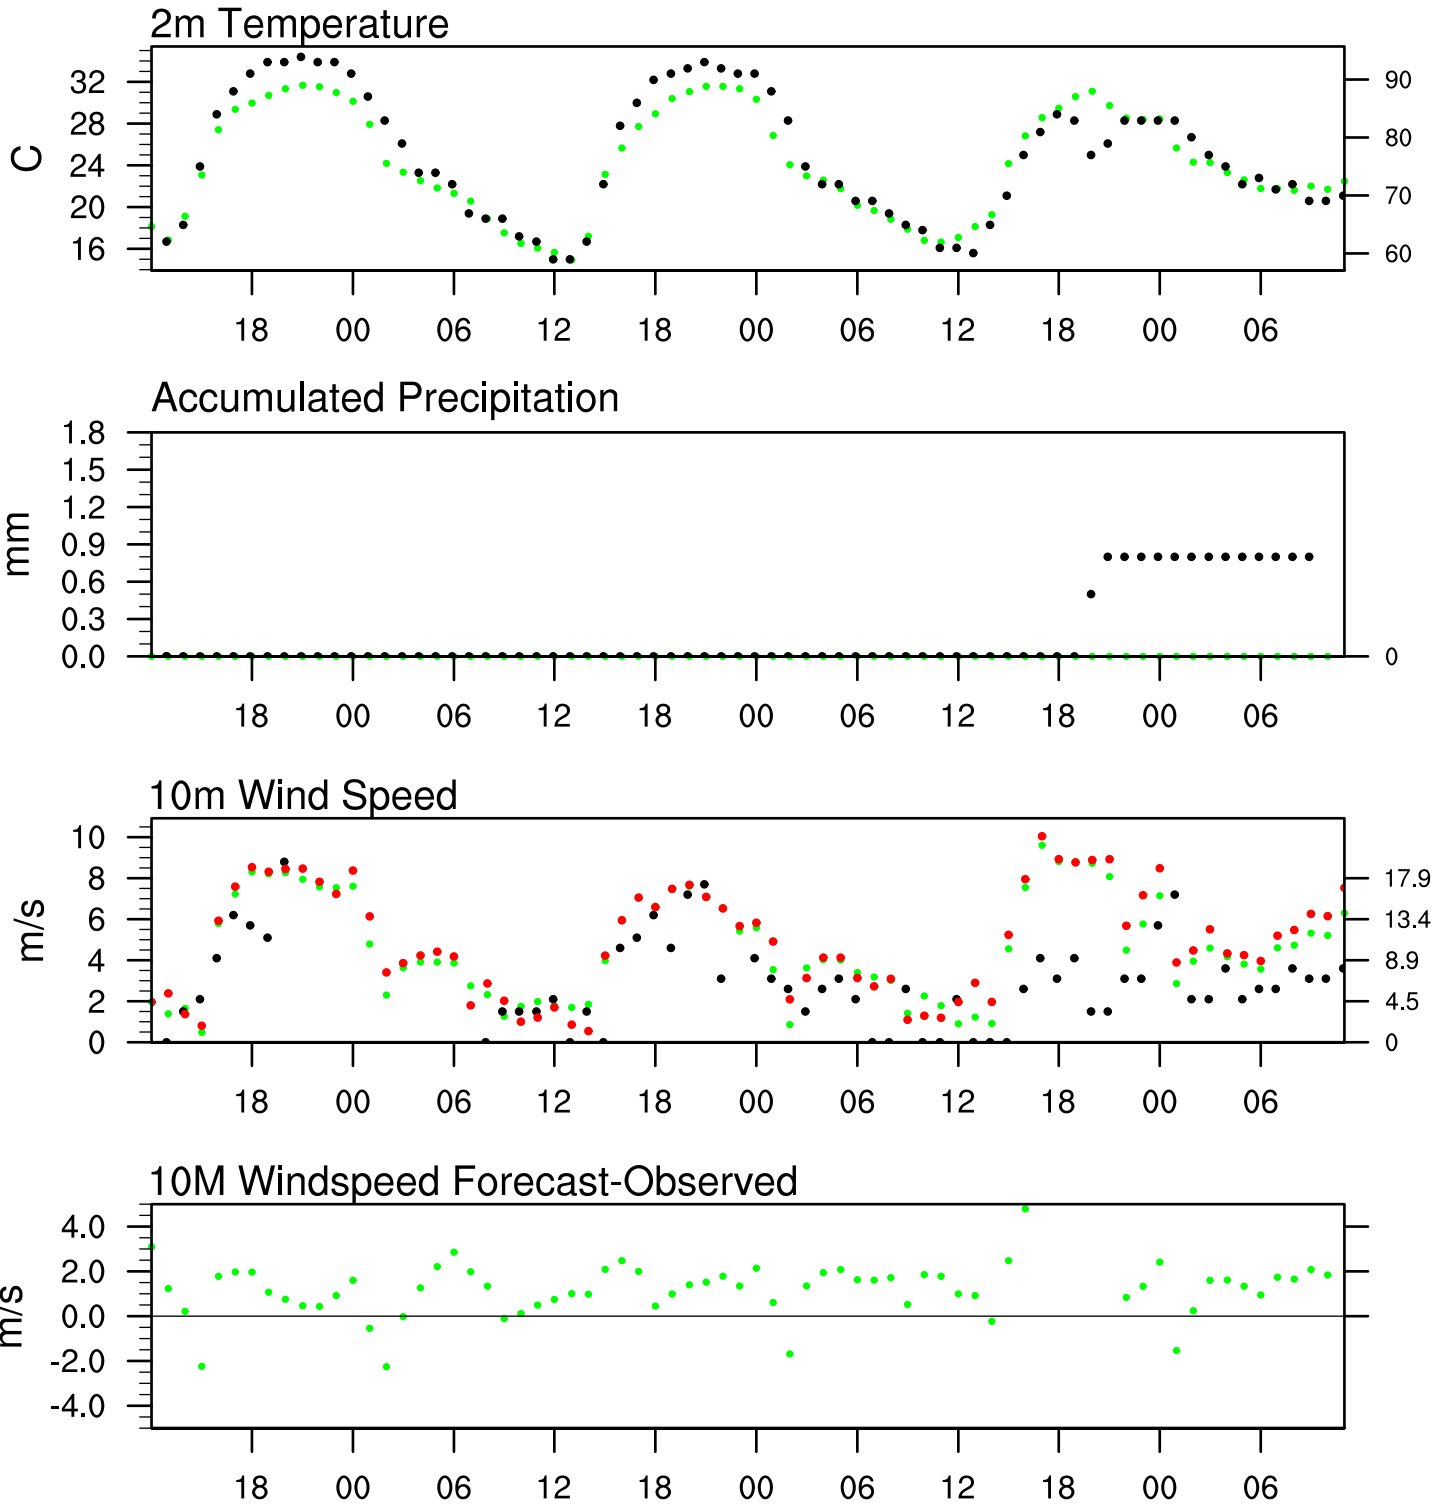 2m Temperature
32
28
24
20
16
C
90
80
70
60
18 00 06 12 18 00 06 12 18 00 06
Accumulated Precipitation
1.8
1.5
1.2
0.9
0.6
0.3
0.0
mm
0
18 00 06 12 18 00 06 12 18 00 06
10m Wind Speed
10
8
6
4
2
0
m/s
17.9
13.4
8.9
4.5
0
18 00 06 12 18 00 06 12 18 00 06
10M Windspeed Forecast-Observed
4.0
2.0
0.0
-2.0
-4.0
m/s
18 00 06 12 18 00 06 12 18 00 06